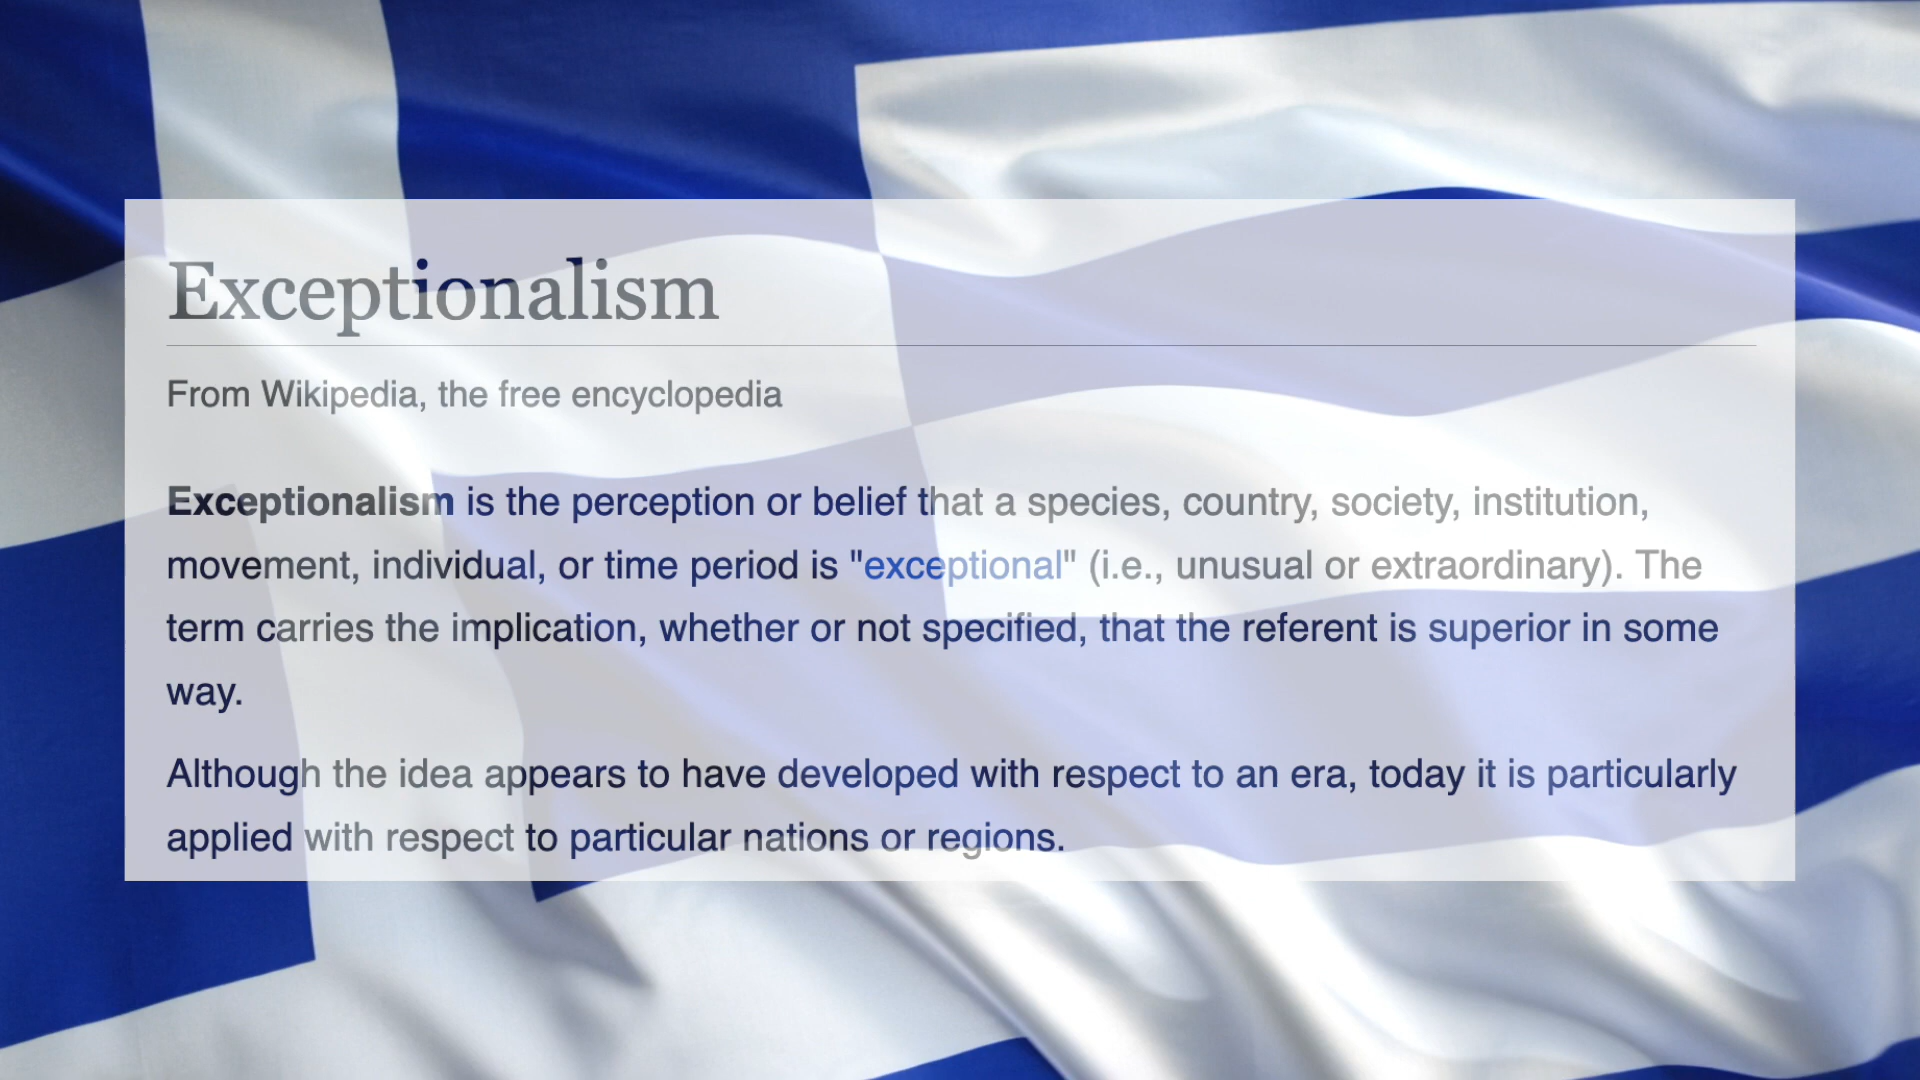 Exceptionalism
From Wikipedia, the free encyclopedia
Exceptionalism is the perception or belief that a species, country, society, institution,
movement, individual, or time period is "exceptional" (i.e., unusual or extraordinary). The
term carries the implication, whether or not specified, that the referent is superior in some
way.
Although the idea appears to have developed with respect to an era, today it is particularly
applied with respect to particular nations or regions.